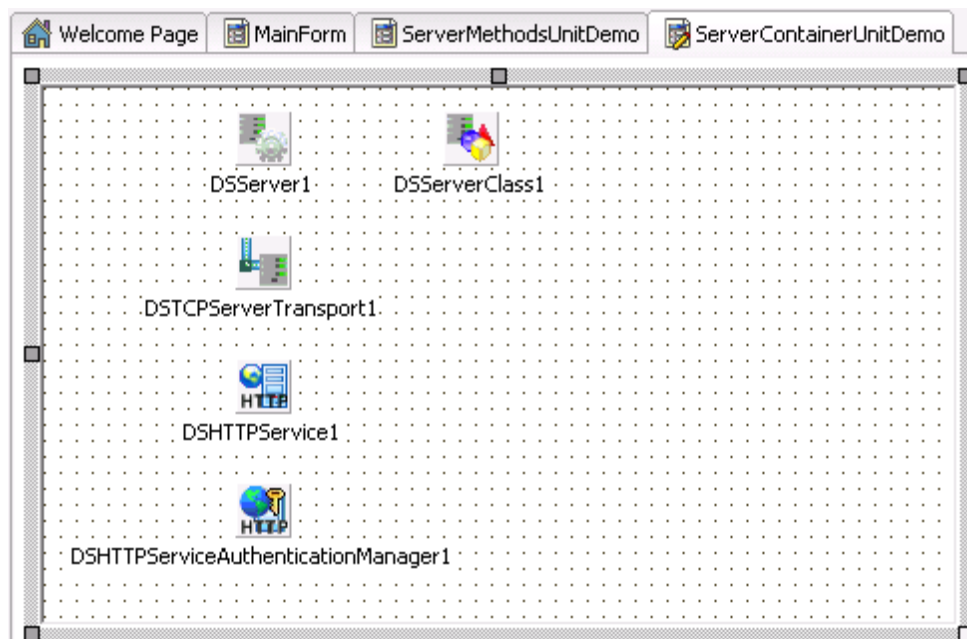 Welcome Page MainForm ServerMethodsUnitDemo ServerContainerUnitDemo
DSServer1 DSServerClass1
DSTCPServerTransport1
HTTP
DSHTTPService1
HTTP
DSHTTPServiceAuthenticationManager1